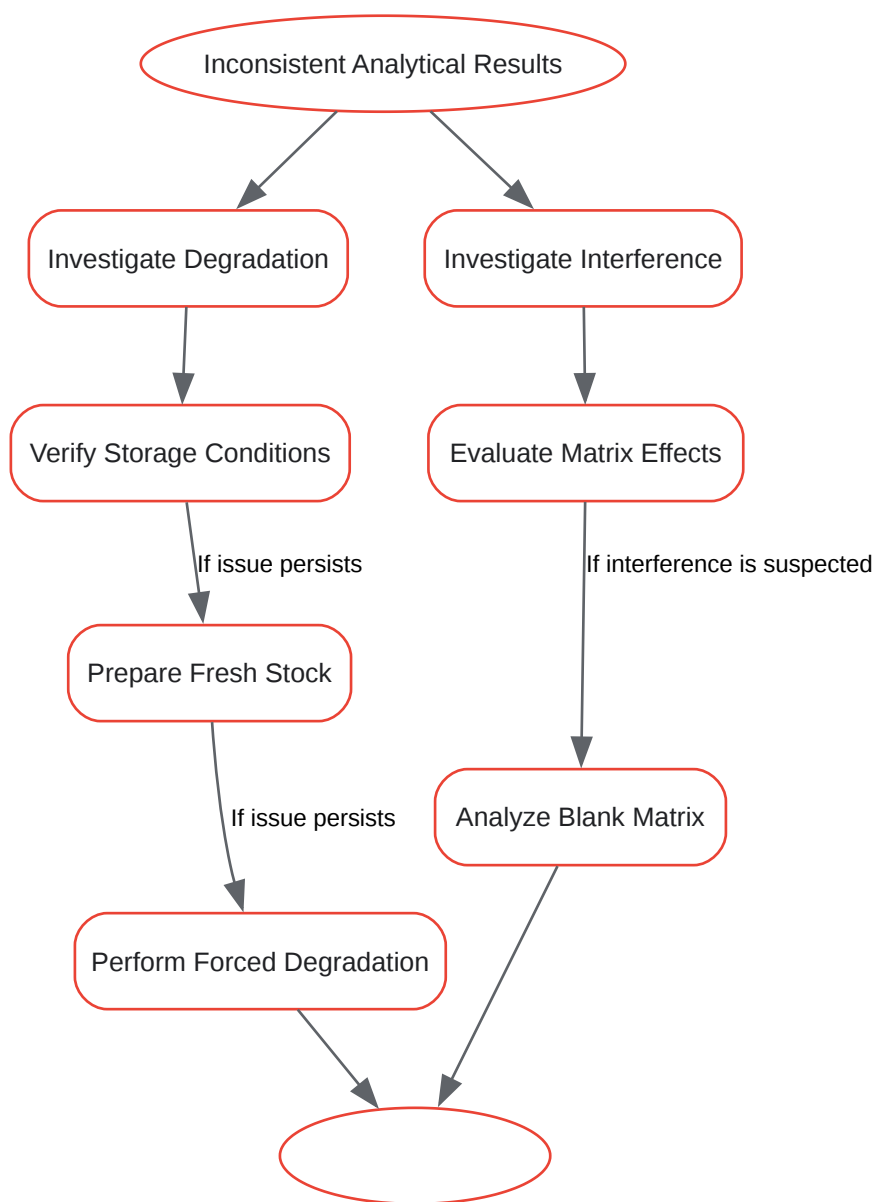 Inconsistent Analytical Results
Investigate Degradation
Investigate Interference
Verify Storage Conditions
Evaluate Matrix Effects
If issue persists
If interference is suspected
Prepare Fresh Stock
If issue persists
Analyze Blank Matrix
Perform Forced Degradation